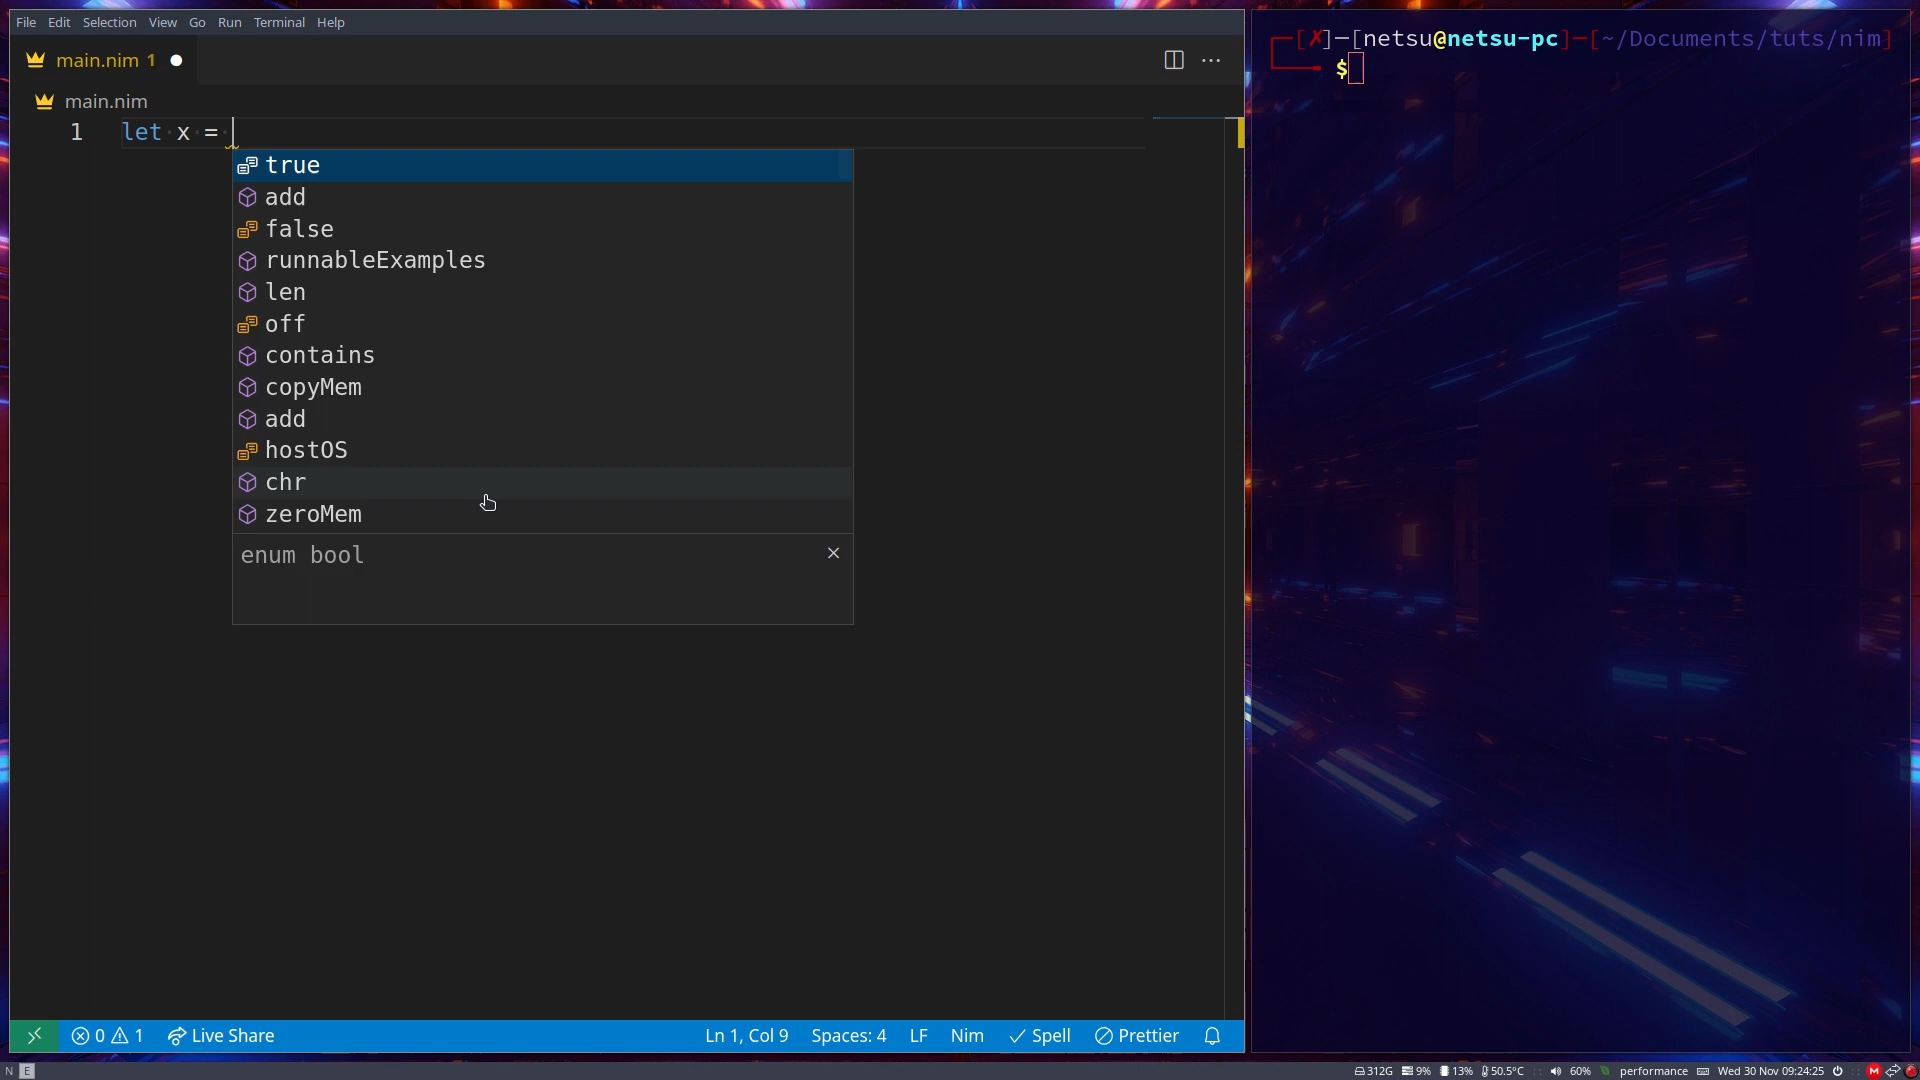 File Edit Selection View Go Run Terminal Help
main.nim 1
main.nim
1 let x =
true
add
false
runnableExamples
len
off
contains
copyMem
add
hostOS
chr
zeroMem
enum bool
0 1 Live Share Ln 1, Col 9 Spaces: 4 LF Nim Spell Prettier
[✗]─[netsu@netsu-pc]─[~/Documents/tuts/nim]
$
N E 312G 9% 13% 50.5°C 60% performance Wed 30 Nov 09:24:25 M